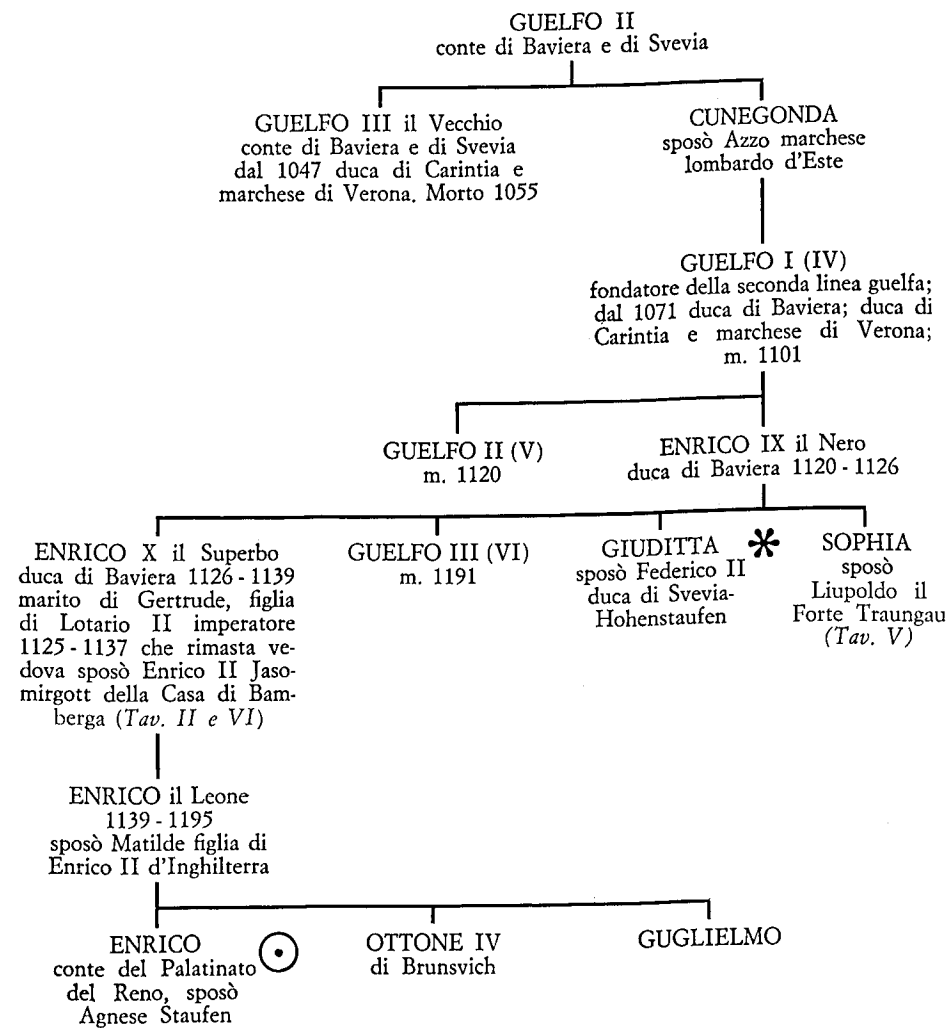 GUELFO II
conte di Baviera e di Svevia
GUELFO III il Vecchio
conte di Baviera e di Svevia
dal 1047 duca di Carintia e
marchese di Verona. Morto 1055
CUNEGONDA
sposò Azzo marchese
lombardo d'Este
GUELFO I (IV)
fondatore della seconda linea guelfa;
dal 1071 duca di Baviera; duca di
Carintia e marchese di Verona;
m. 1101
GUELFO II (V)
m. 1120
ENRICO IX il Nero
duca di Baviera 1120 - 1126
ENRICO X il Superbo
duca di Baviera 1126 - 1139
marito di Gertrude, figlia
di Lotario II imperatore
1125 - 1137 che rimasta ve-
dova sposò Enrico II Jaso-
mirgott della Casa di Bam-
berga (Tav. II e VI)
GUELFO III (VI)
m. 1191
GIUDITTA
sposò Federico II
duca di Svevia-
Hohenstaufen
SOPHIA
sposò
Liupoldo il
Forte Traungau
(Tav. V)
ENRICO il Leone
1139 - 1195
sposò Matilde figlia di
Enrico II d'Inghilterra
ENRICO
conte del Palatinato
del Reno, sposò
Agnese Staufen
OTTONE IV
di Brunsvich
GUGLIELMO